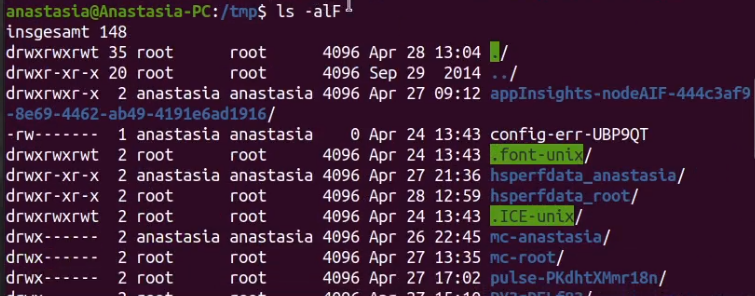 anastasia@Anastasia-PC:/tmp$ ls -alF
insgesamt 148
drwxrwxrwt 35 root      root       4096 Apr 28 13:04 ./
drwxr-xr-x 20 root      root       4096 Sep 29  2014 ../
drwxrwxr-x  2 anastasia anastasia  4096 Apr 27 09:12 appInsights-nodeAIF-444c3af9
-8e69-4462-ab49-4191e6ad1916/
-rw-------  1 anastasia anastasia     0 Apr 24 13:43 config-err-UBP9QT
drwxrwxrwt  2 root      root       4096 Apr 24 13:43 .font-unix/
drwxr-xr-x  2 anastasia anastasia  4096 Apr 27 21:36 hsperfdata_anastasia/
drwxr-xr-x  2 root      root       4096 Apr 28 12:59 hsperfdata_root/
drwxrwxrwt  2 root      root       4096 Apr 24 13:43 .ICE-unix/
drwx------  2 anastasia anastasia  4096 Apr 26 22:45 mc-anastasia/
drwx------  2 root      root       4096 Apr 27 13:35 mc-root/
drwx------  2 root      root       4096 Apr 27 17:02 pulse-PKdhtXMmr18n/